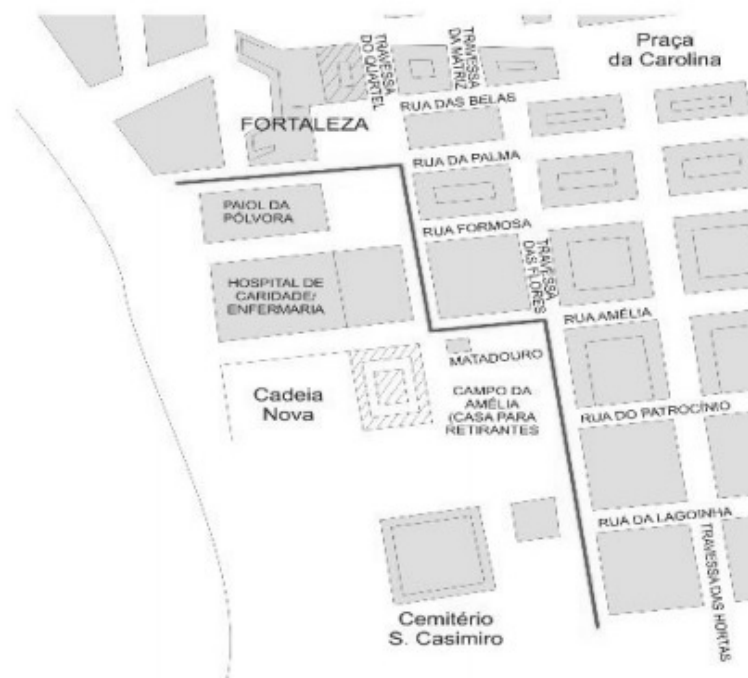 TRAVESSA
DO QUARTEL
TRAVESSA
DA MATRIZ
Praça
da Carolina
RUA DAS BELAS
FORTALEZA
RUA DA PALMA
PAIOL DA
PÓLVORA
RUA FORMOSA
TRAVESSA
DAS FLORES
HOSPITAL DE
CARIDADE/
ENFERMARIA
RUA AMÉLIA
MATADOURO
Cadeia
Nova
CAMPO DA
AMÉLIA
(CASA PARA
RETIRANTES
RUA DO PATROCÍNIO
RUA DA LAGOINHA
TRAVESSA DAS HORTAS
Cemitério
S. Casimiro